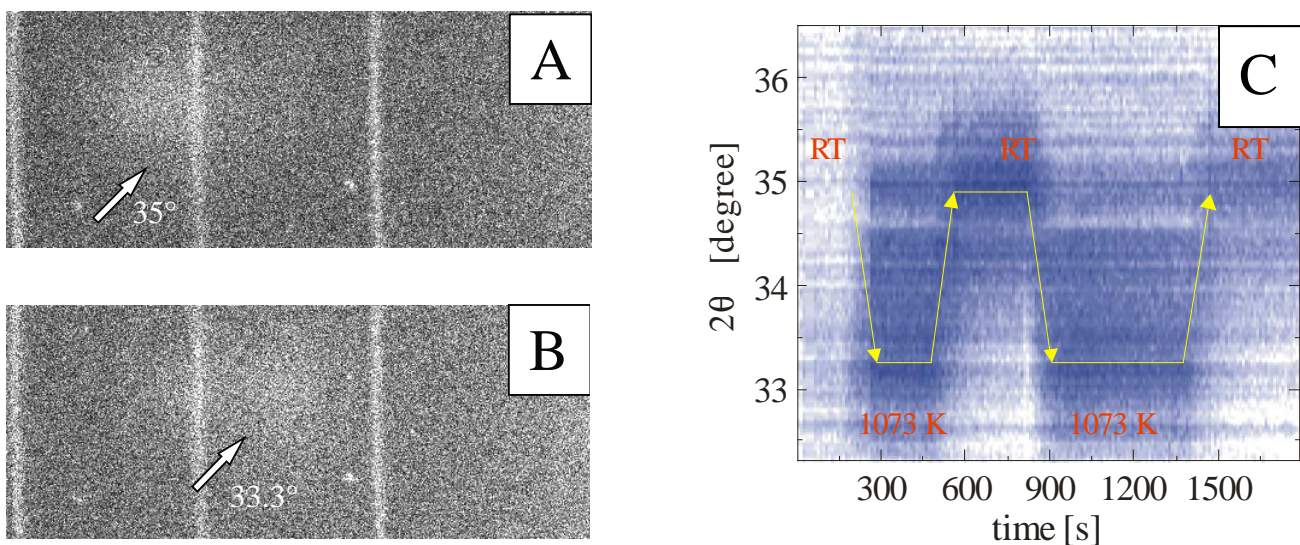 A
35°
B
33.3°
C
36
35
34
33
2θ [degree]
RT
RT
RT
1073 K
1073 K
300
600
900
1200
1500
time [s]